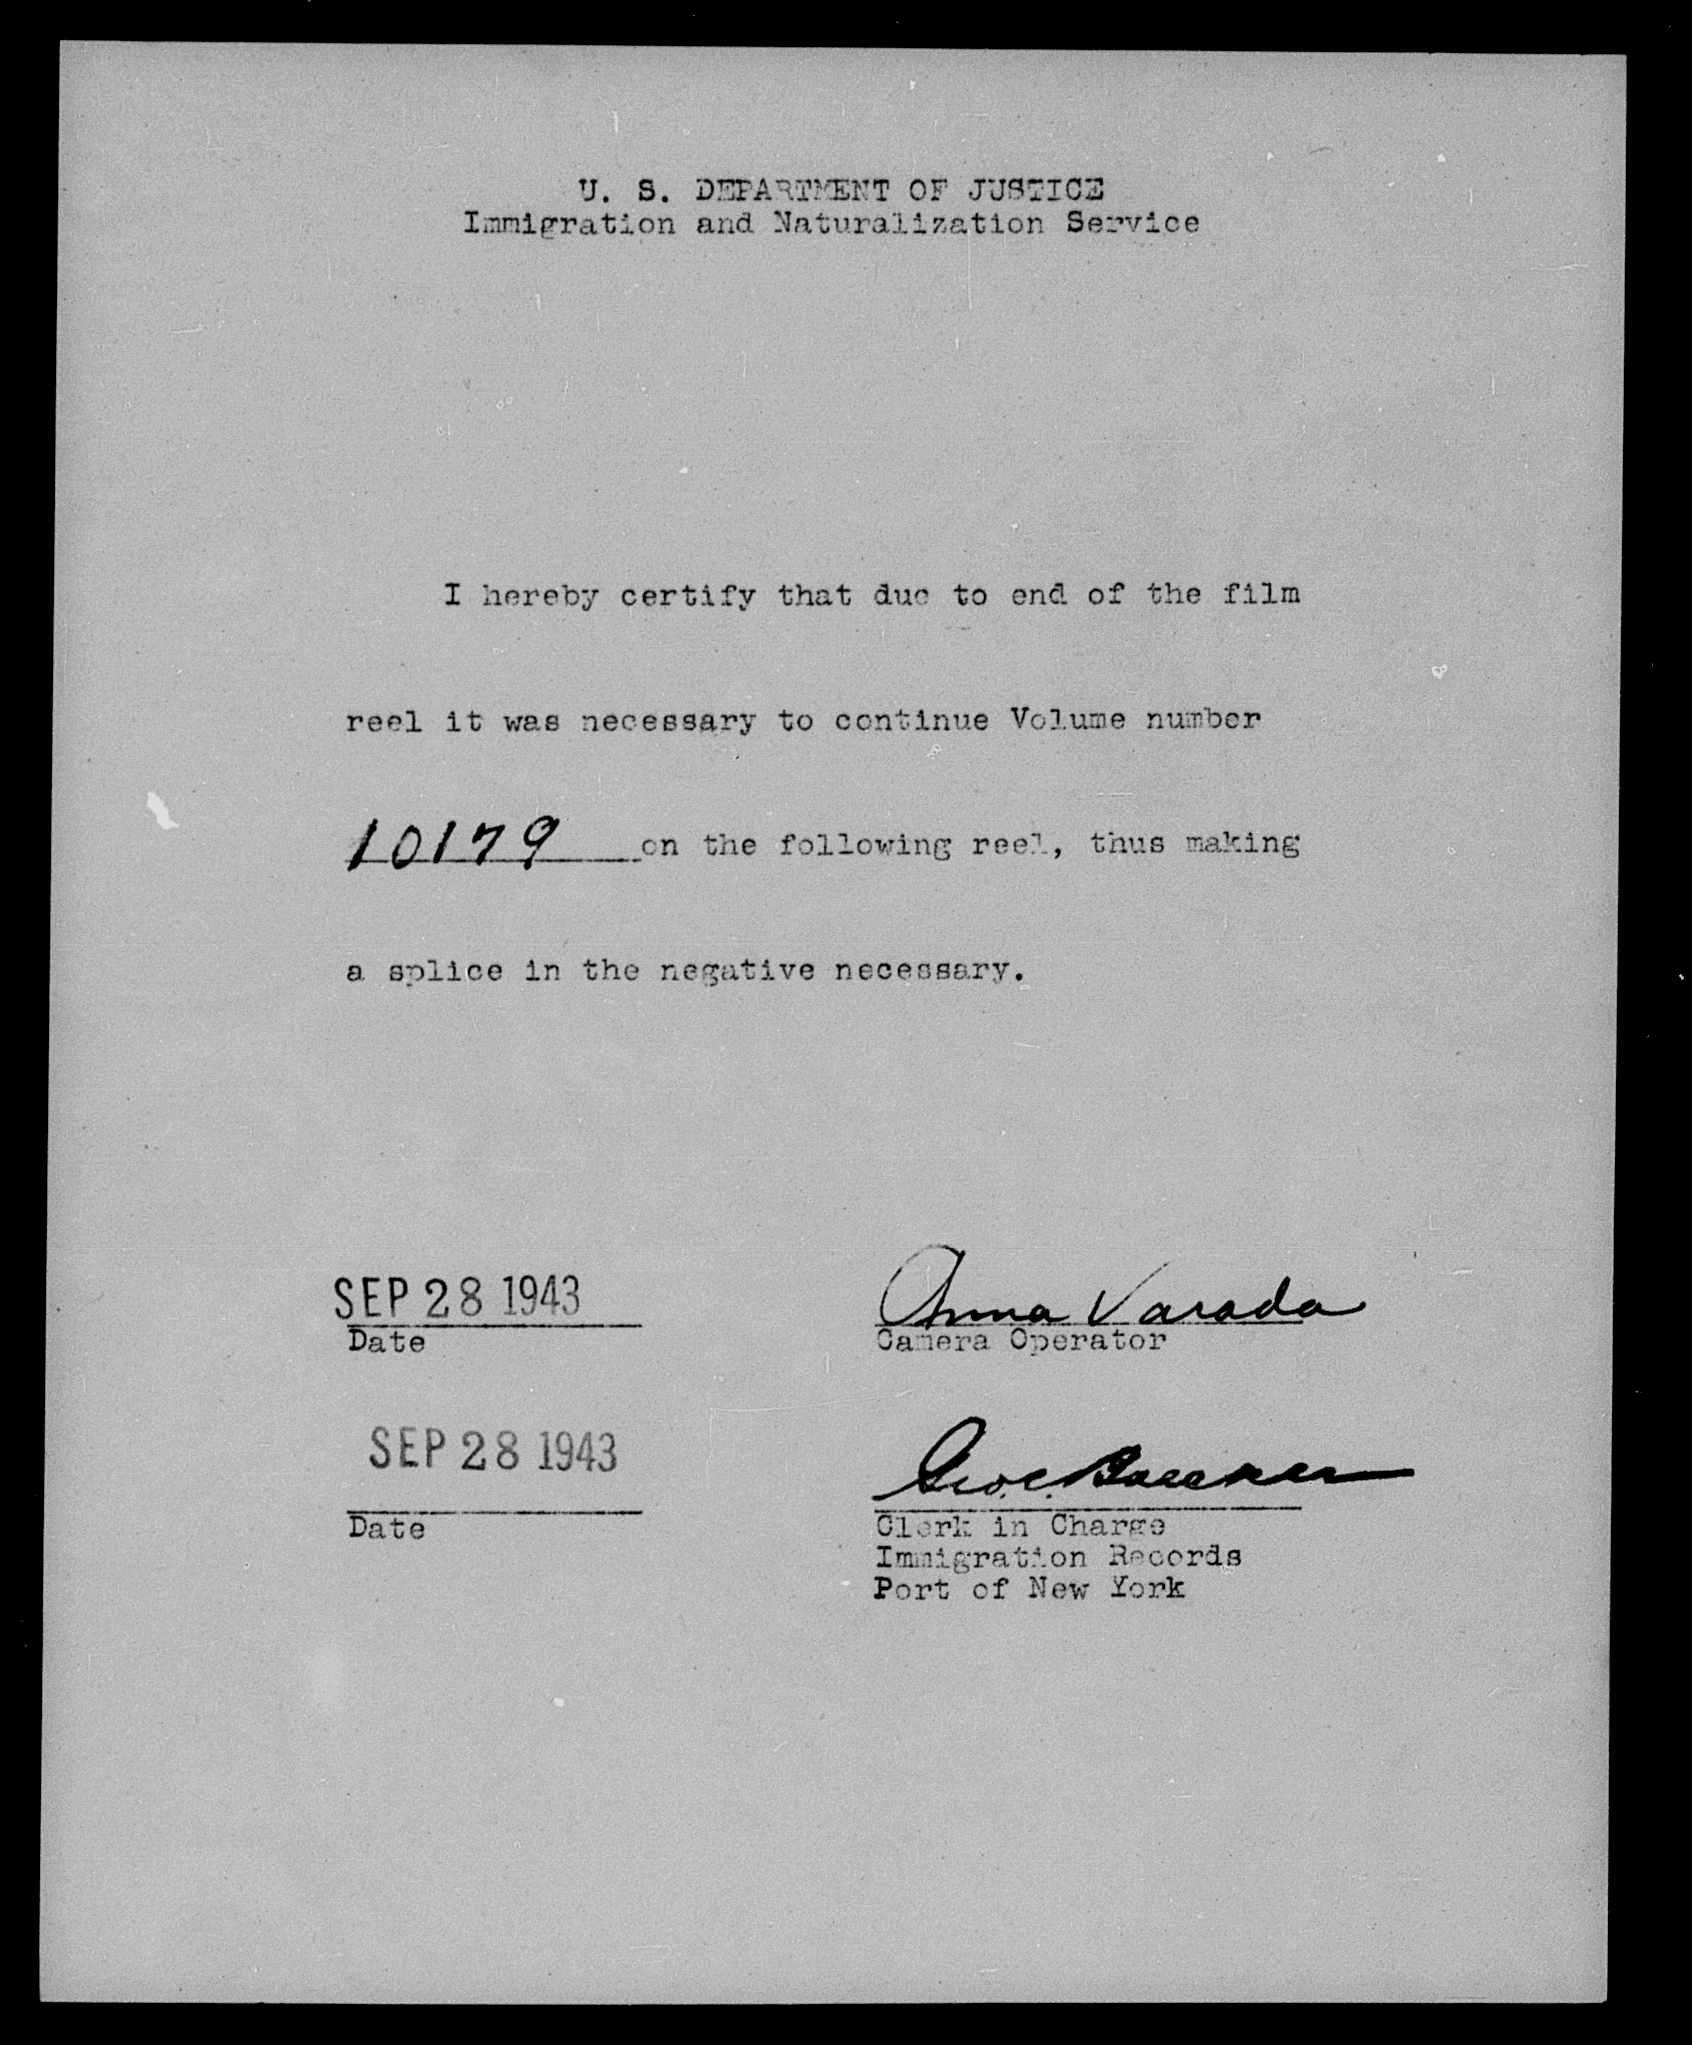 U. S. DEPARTMENT OF JUSTICE
Immigration and Naturalization Service
I hereby certify that due to end of the film
reel it was necessary to continue Volume number
10179 on the following reel, thus making
a splice in the negative necessary.
SEP 28 1943
Anna Varada
Date
Camera Operator
SEP 28 1943
Geo. C.
Date
Clerk in Charge
Immigration Records
Port of New York